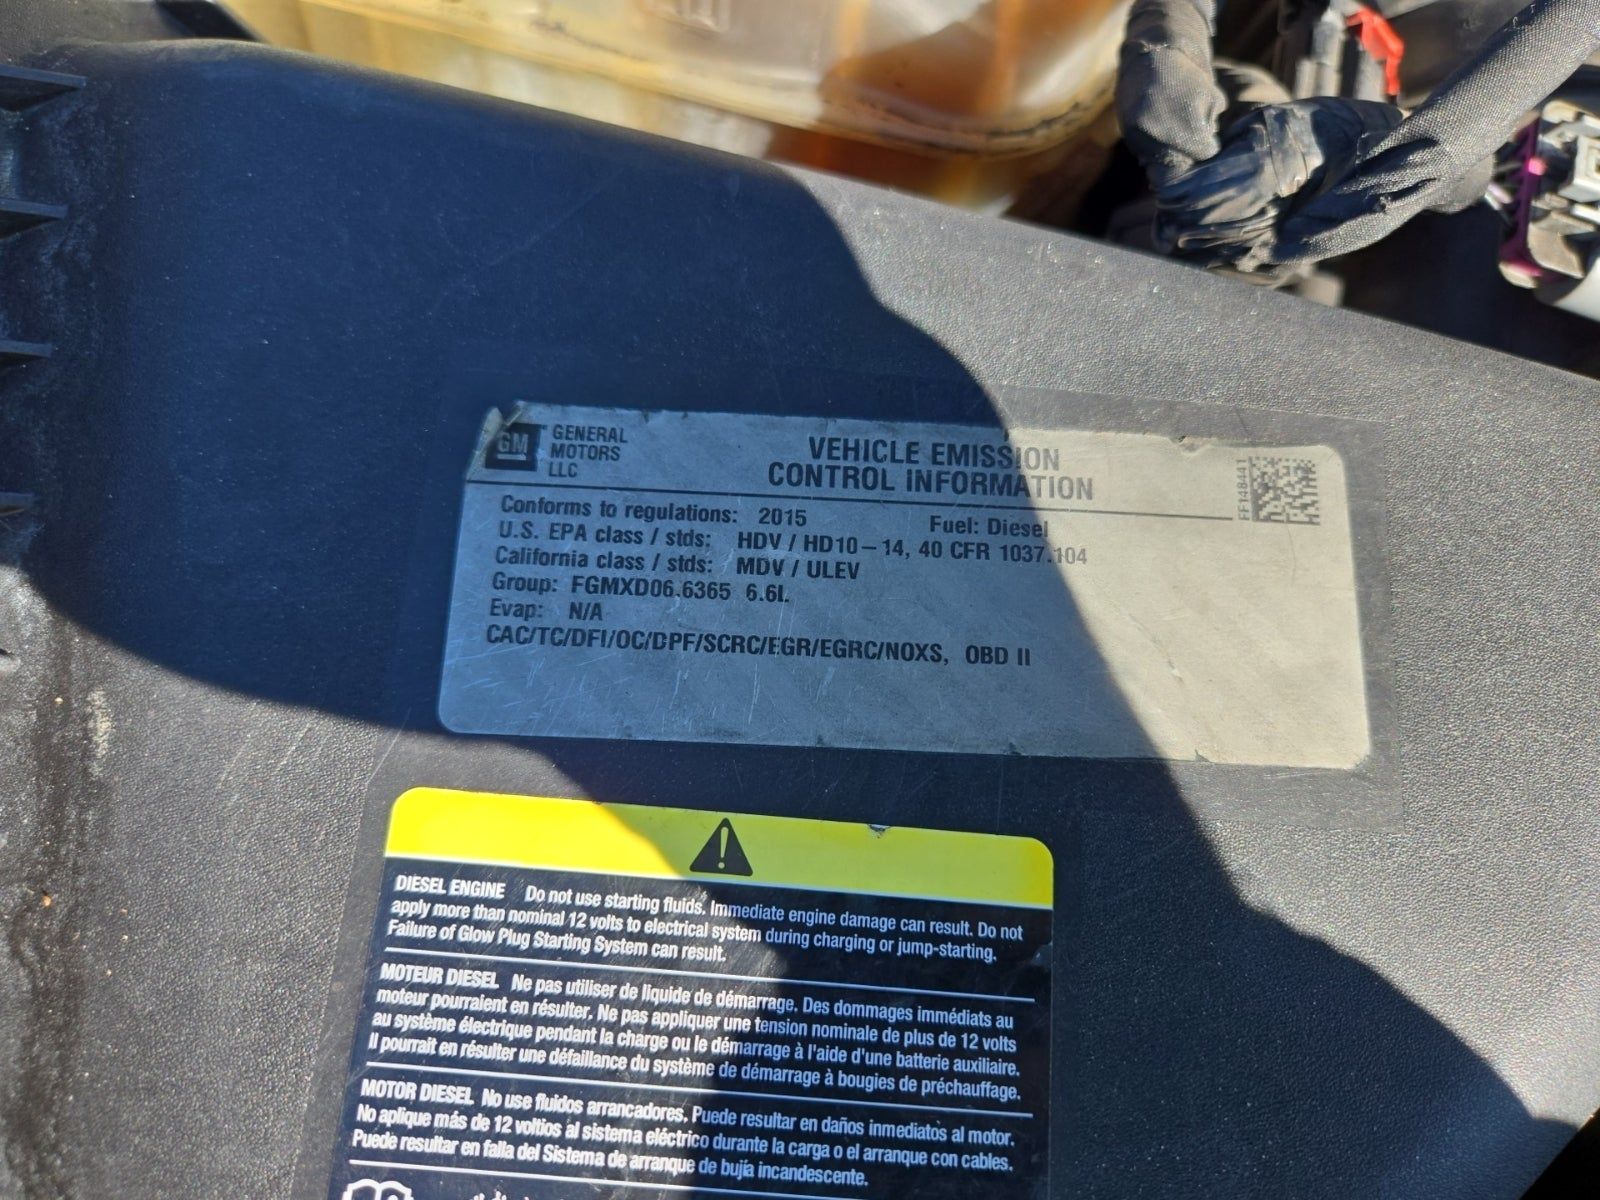 GM
GENERAL
MOTORS
LLC
VEHICLE EMISSION
CONTROL INFORMATION
FF148441
Conforms to regulations: 2015 Fuel: Diesel
U.S. EPA class / stds: HDV / HD10-14, 40 CFR 1037.104
California class / stds: MDV / ULEV
Group: FGMXD06.6365 6.6L
Evap: N/A
CAC/TC/DFI/OC/DPF/SCRC/EGR/EGRC/NOXS, OBD II
DIESEL ENGINE Do not use starting fluids. Immediate engine damage can result. Do not
apply more than nominal 12 volts to electrical system during charging or jump-starting.
Failure of Glow Plug Starting System can result.
MOTEUR DIESEL Ne pas utiliser de liquide de démarrage. Des dommages immédiats au
moteur pourraient en résulter. Ne pas appliquer une tension nominale de plus de 12 volts
au système électrique pendant la charge ou le démarrage à l'aide d'une batterie auxiliaire.
Il pourrait en résulter une défaillance du système de démarrage à bougies de préchauffage.
MOTOR DIESEL No use fluidos arrancadores. Puede resultar en daños inmediatos al motor.
No aplique más de 12 voltios al sistema eléctrico durante la carga o el arranque con cables.
Puede resultar en falla del Sistema de arranque de bujía incandescente.